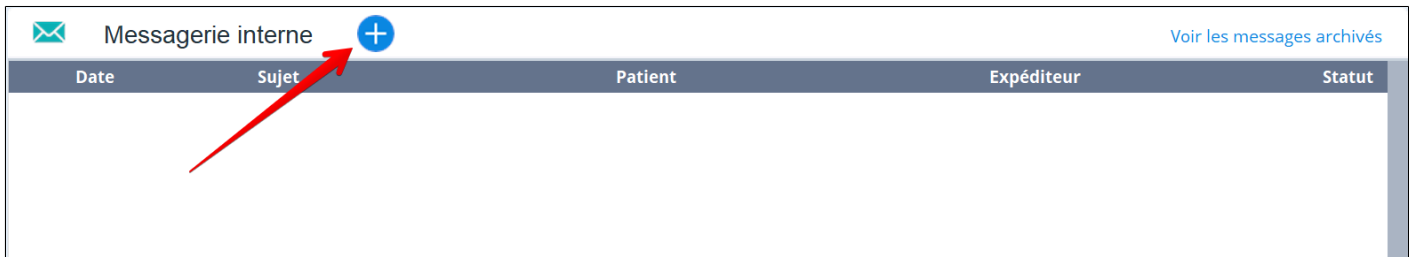 Messagerie interne
Voir les messages archivés
Date Sujet Patient Expéditeur Statut